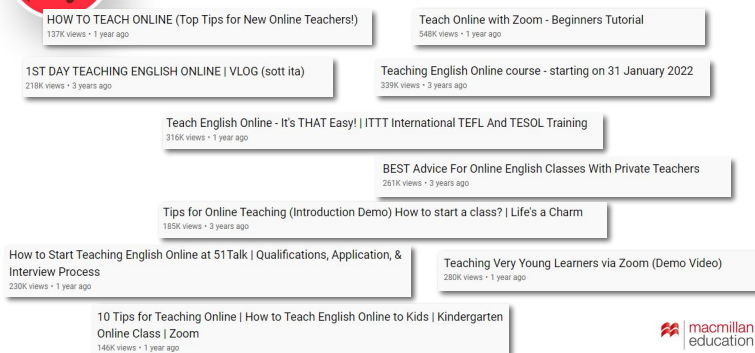 HOW TO TEACH ONLINE (Top Tips for New Online Teachers!)
137K views • 1 year ago
Teach Online with Zoom - Beginners Tutorial
548K views • 1 year ago
1ST DAY TEACHING ENGLISH ONLINE | VLOG (sott ita)
218K views • 3 years ago
Teaching English Online course - starting on 31 January 2022
339K views • 3 years ago
Teach English Online - It's THAT Easy! | ITTT International TEFL And TESOL Training
316K views • 1 year ago
BEST Advice For Online English Classes With Private Teachers
261K views • 3 years ago
Tips for Online Teaching (Introduction Demo) How to start a class? | Life's a Charm
185K views • 3 years ago
How to Start Teaching English Online at 51Talk | Qualifications, Application, &
Interview Process
230K views • 1 year ago
Teaching Very Young Learners via Zoom (Demo Video)
280K views • 1 year ago
10 Tips for Teaching Online | How to Teach English Online to Kids | Kindergarten
Online Class | Zoom
146K views • 1 year ago
macmillan
education